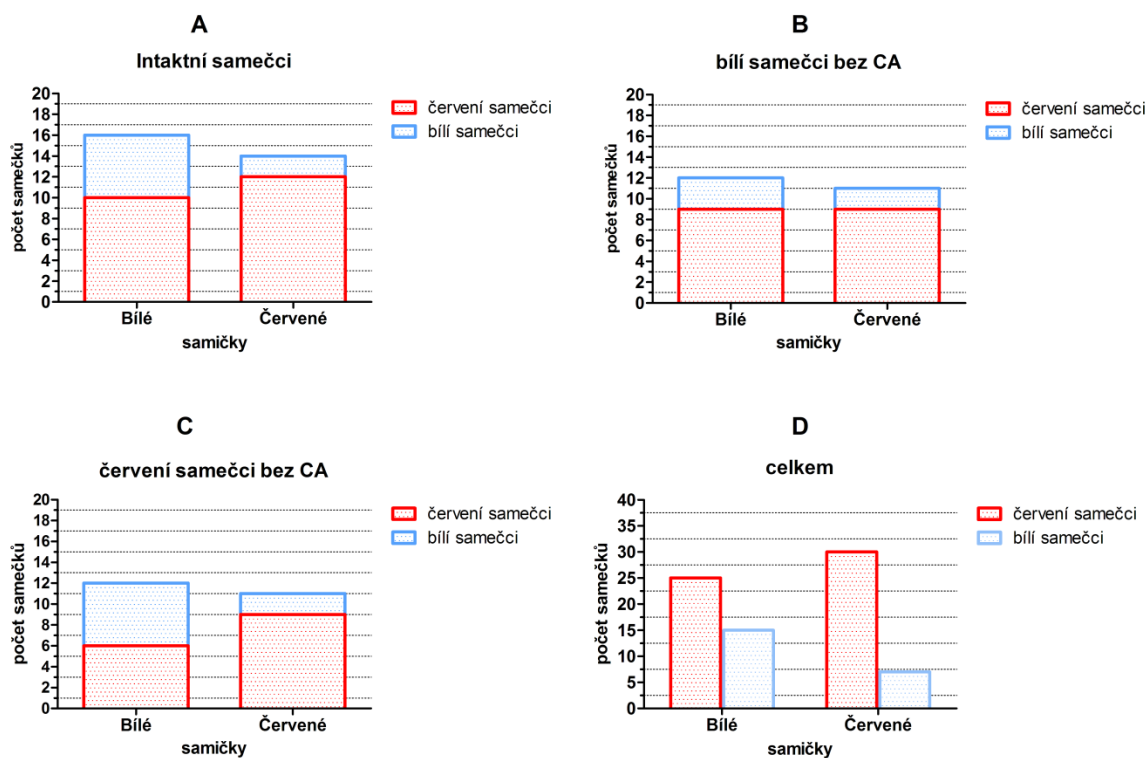 A
Intaktní samečci
20
18
16
14
12
10
8
6
4
2
0
počet samečků
Bílé
Červené
samičky
červení samečci
bílí samečci
B
bílí samečci bez CA
20
18
16
14
12
10
8
6
4
2
0
počet samečků
Bílé
Červené
samičky
červení samečci
bílí samečci
C
červení samečci bez CA
20
18
16
14
12
10
8
6
4
2
0
počet samečků
Bílé
Červené
samičky
červení samečci
bílí samečci
D
celkem
40
35
30
25
20
15
10
5
0
počet samečků
Bílé
Červené
samičky
červení samečci
bílí samečci